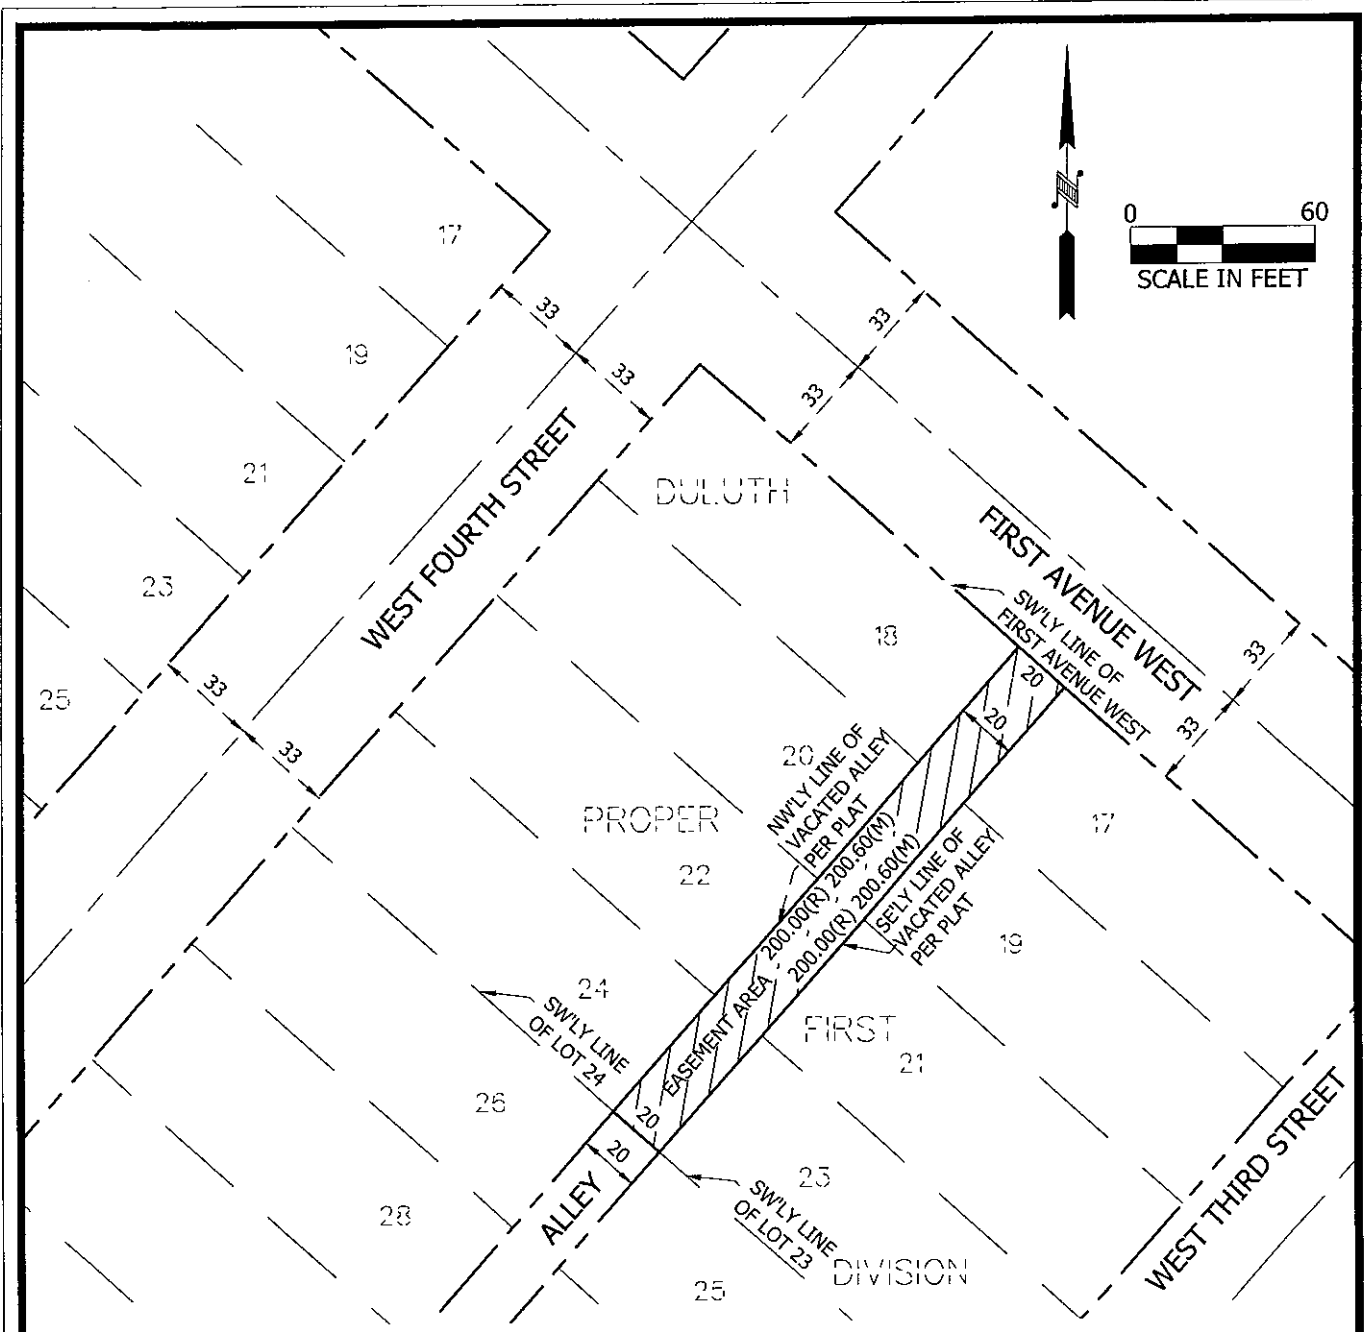 0 60
SCALE IN FEET
17
19
21
23
25
33
33
33
33
33
33
33
33
WEST FOURTH STREET
DULUTH
FIRST AVENUE WEST
SW'LY LINE OF
FIRST AVENUE WEST
18
20
20
20
NW'LY LINE OF
VACATED ALLEY
PER PLAT
PROPER
22
200.00(R) 200.60(M)
200.00(R) 200.60(M)
SE'LY LINE OF
VACATED ALLEY
PER PLAT
17
19
24
SW'LY LINE
OF LOT 24
EASEMENT AREA
FIRST
21
26
20
20
ALLEY
28
23
SW'LY LINE
OF LOT 23
DIVISION
25
WEST THIRD STREET